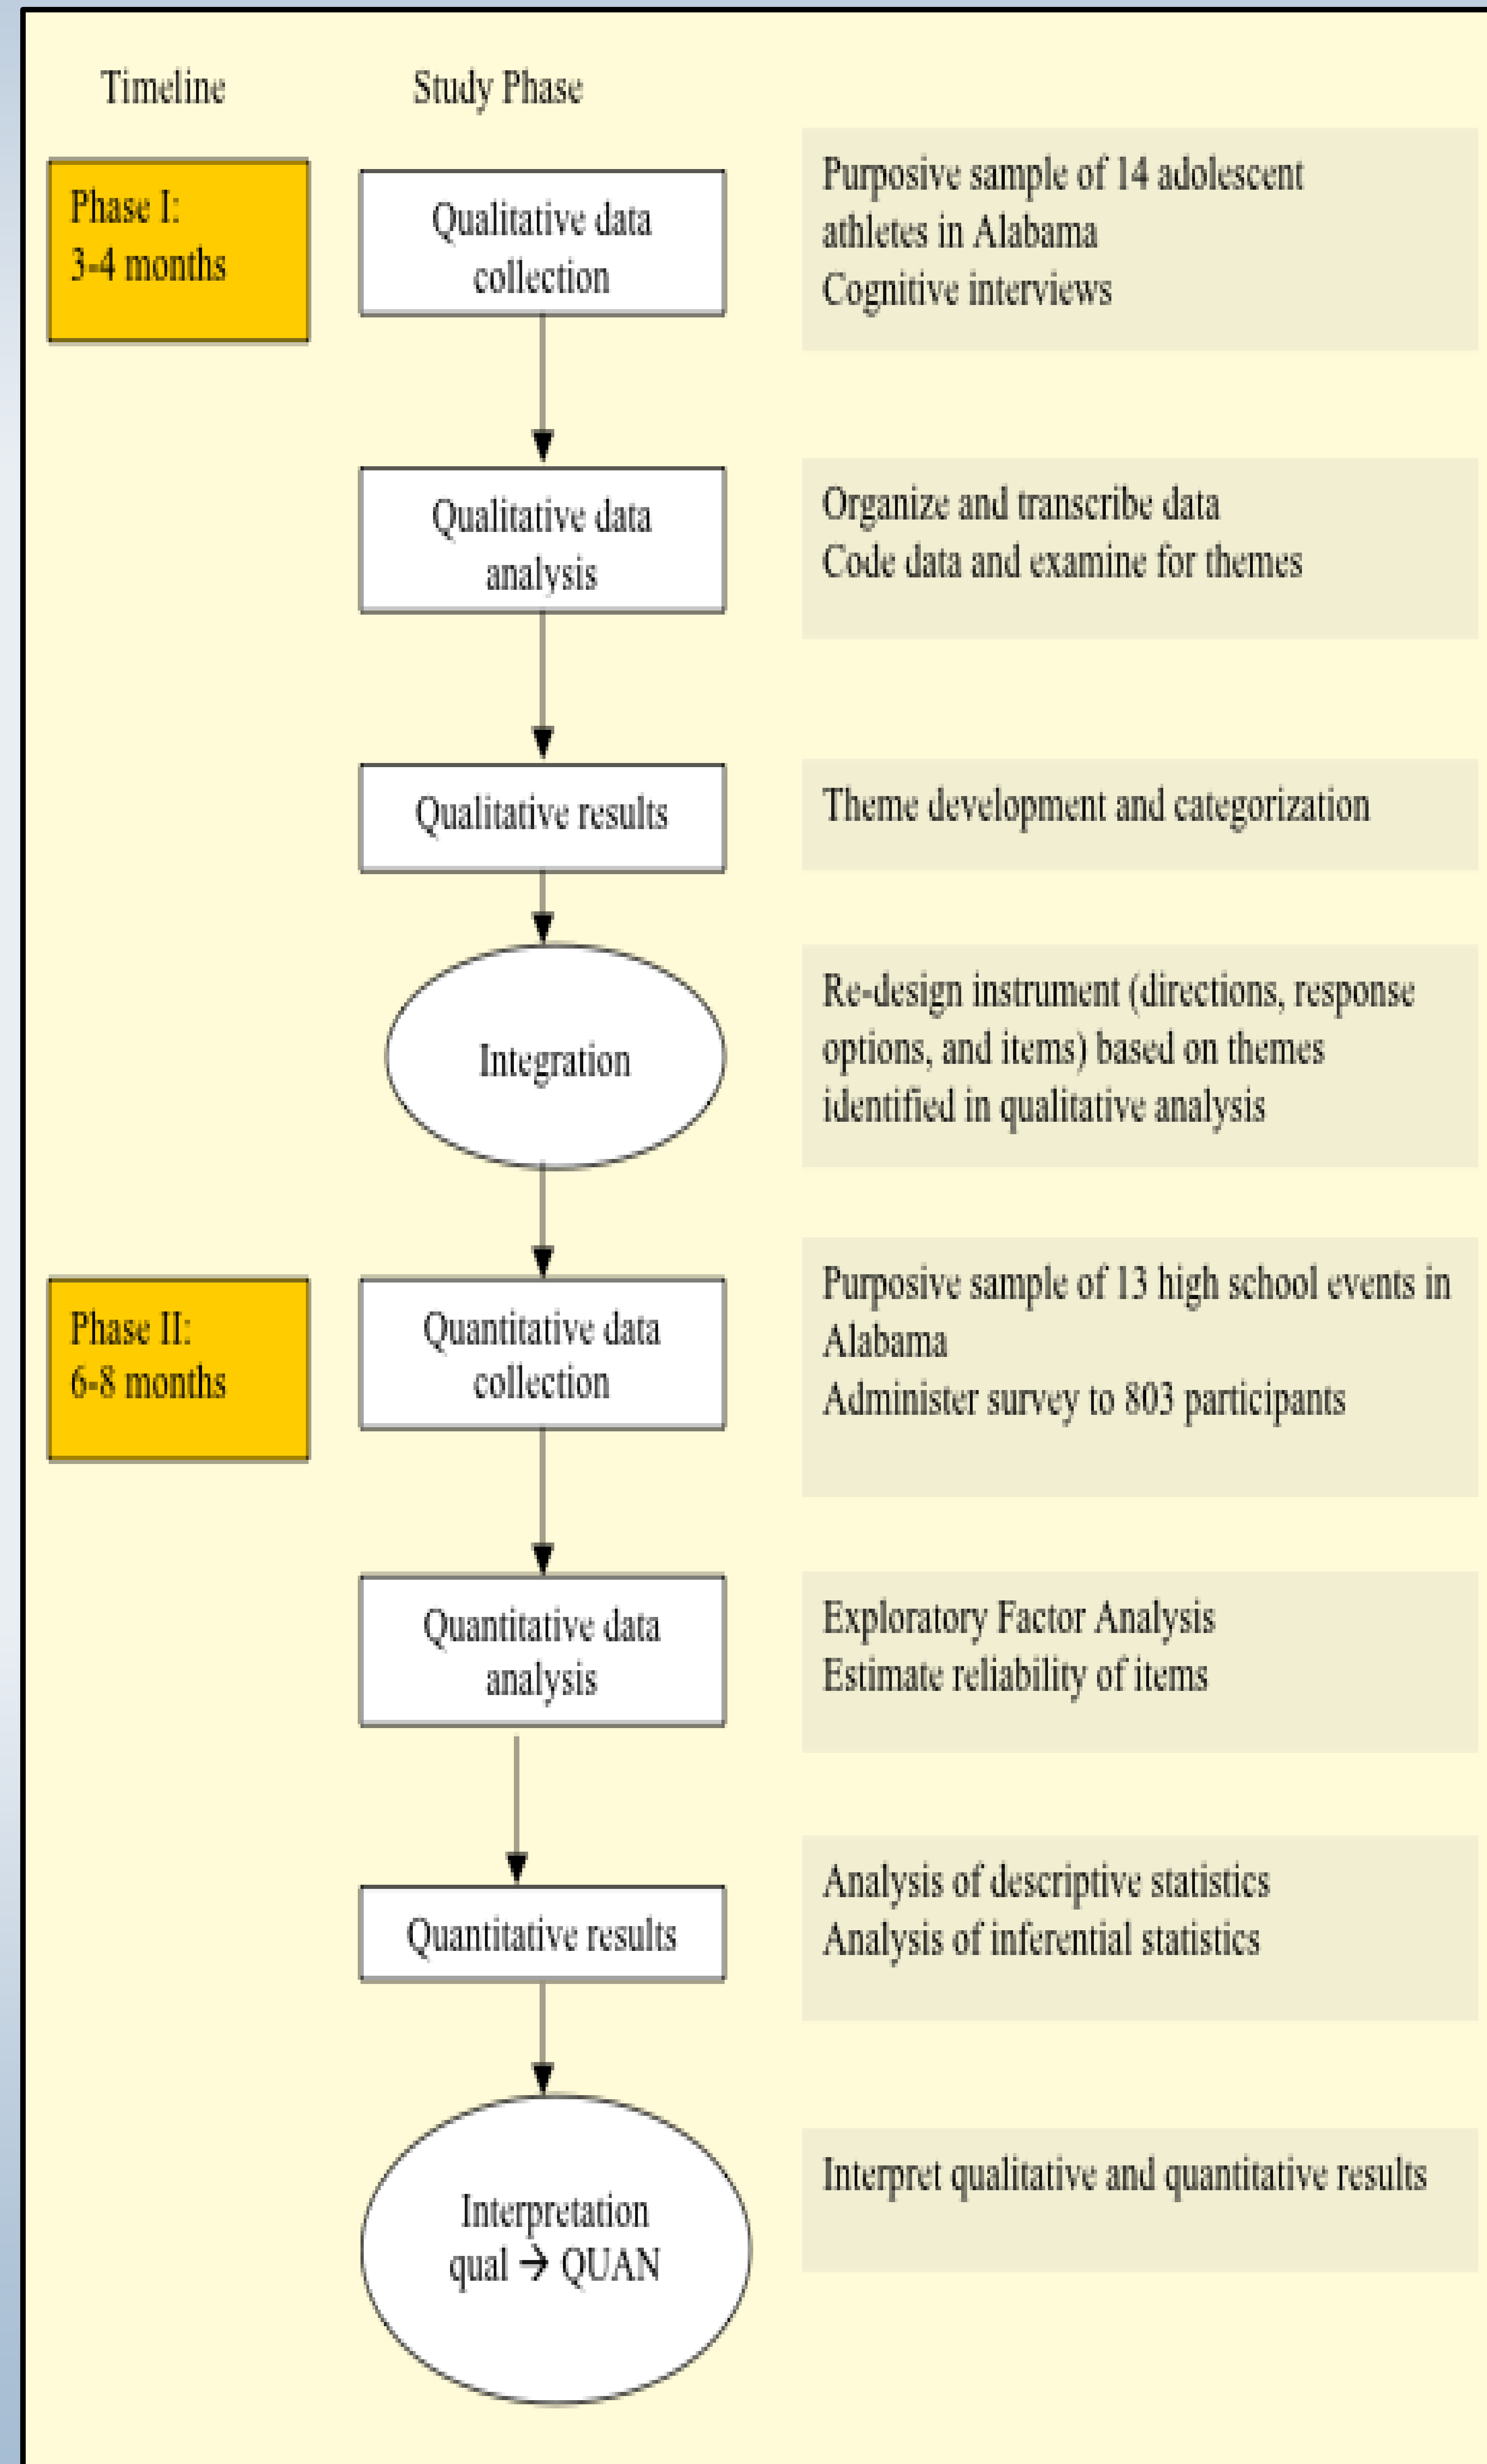 Timeline
Study Phase
Phase I:
3-4 months
Qualitative data
collection
Purposive sample of 14 adolescent
athletes in Alabama
Cognitive interviews
Qualitative data
analysis
Organize and transcribe data
Code data and examine for themes
Qualitative results
Theme development and categorization
Integration
Re-design instrument (directions, response
options, and items) based on themes
identified in qualitative analysis
Phase II:
6-8 months
Quantitative data
collection
Purposive sample of 13 high school events in
Alabama
Administer survey to 803 participants
Quantitative data
analysis
Exploratory Factor Analysis
Estimate reliability of items
Quantitative results
Analysis of descriptive statistics
Analysis of inferential statistics
Interpretation
qual → QUAN
Interpret qualitative and quantitative results